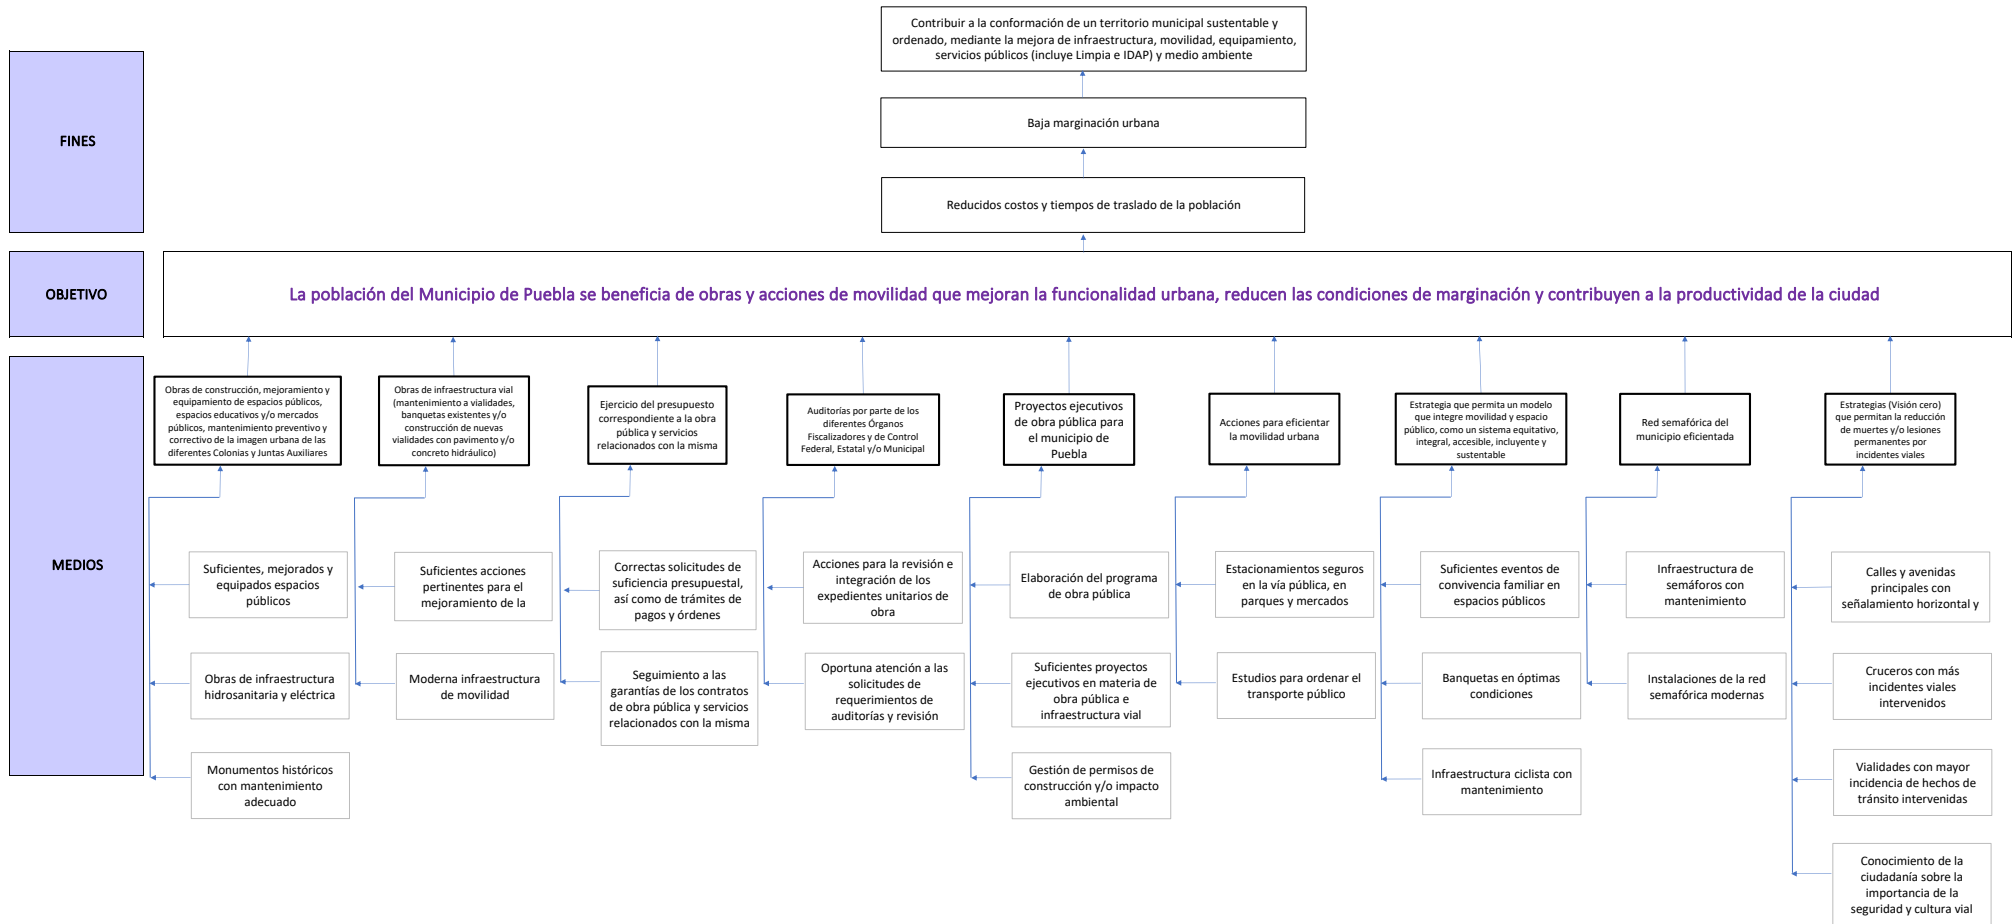 Contribuir a la conformación de un territorio municipal sustentable y
ordenado, mediante la mejora de infraestructura, movilidad, equipamiento,
servicios públicos (incluye Limpia e IDAP) y medio ambiente
FINES
Baja marginación urbana
Reducidos costos y tiempos de traslado de la población
OBJETIVO
La población del Municipio de Puebla se beneficia de obras y acciones de movilidad que mejoran la funcionalidad urbana, reducen las condiciones de marginación y contribuyen a la productividad de la ciudad
MEDIOS
Obras de construcción, mejoramiento y
equipamiento de espacios públicos,
espacios educativos y/o mercados
públicos, mantenimiento preventivo y
correctivo de la imagen urbana de las
diferentes Colonias y Juntas Auxiliares
Obras de infraestructura vial
(mantenimiento a vialidades,
banquetas existentes y/o
construcción de nuevas
vialidades con pavimento y/o
concreto hidráulico)
Ejercicio del presupuesto
correspondiente a la obra
pública y servicios
relacionados con la misma
Auditorías por parte de los
diferentes Órganos
Fiscalizadores y de Control
Federal, Estatal y/o Municipal
Proyectos ejecutivos
de obra pública para
el municipio de
Puebla
Acciones para eficientar
la movilidad urbana
Estrategia que permita un modelo
que integre movilidad y espacio
público, como un sistema equitativo,
integral, accesible, incluyente y
sustentable
Red semafórica del
municipio eficientada
Estrategias (Visión cero)
que permitan la reducción
de muertes y/o lesiones
permanentes por
incidentes viales
Suficientes, mejorados y
equipados espacios
públicos
Obras de infraestructura
hidrosanitaria y eléctrica
Monumentos históricos
con mantenimiento
adecuado
Suficientes acciones
pertinentes para el
mejoramiento de la
Moderna infraestructura
de movilidad
Correctas solicitudes de
suficiencia presupuestal,
así como de trámites de
pagos y órdenes
Seguimiento a las
garantías de los contratos
de obra pública y servicios
relacionados con la misma
Acciones para la revisión e
integración de los
expedientes unitarios de
obra
Oportuna atención a las
solicitudes de
requerimientos de
auditorías y revisión
Elaboración del programa
de obra pública
Suficientes proyectos
ejecutivos en materia de
obra pública e
infraestructura vial
Gestión de permisos de
construcción y/o impacto
ambiental
Estacionamientos seguros
en la vía pública, en
parques y mercados
Estudios para ordenar el
transporte público
Suficientes eventos de
convivencia familiar en
espacios públicos
Banquetas en óptimas
condiciones
Infraestructura ciclista con
mantenimiento
Infraestructura de
semáforos con
mantenimiento
Instalaciones de la red
semafórica modernas
Calles y avenidas
principales con
señalamiento horizontal y
Cruceros con más
incidentes viales
intervenidos
Vialidades con mayor
incidencia de hechos de
tránsito intervenidas
Conocimiento de la
ciudadanía sobre la
importancia de la
seguridad y cultura vial